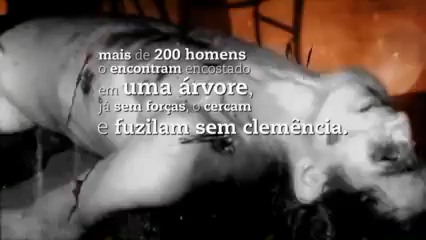 mais de 200 homens
o encontram encostado
em uma árvore,
já sem forças, o cercam
e fuzilam sem clemência.